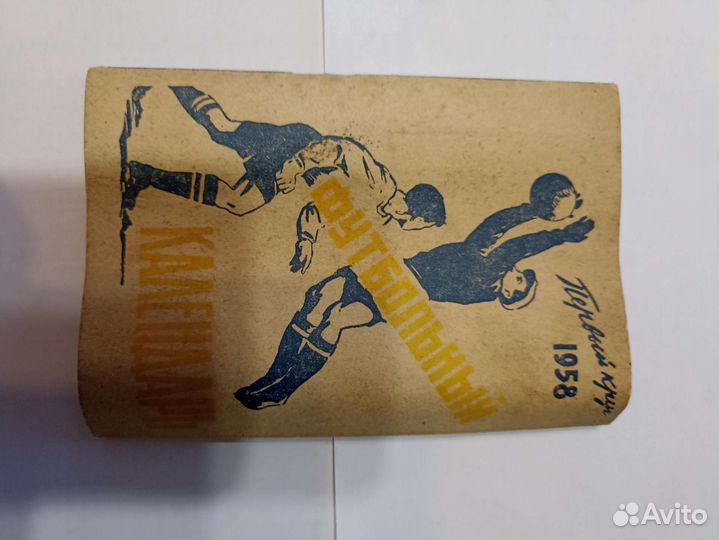 Первый круг
1958
ФУТБОЛЬНЫЙ
КАЛЕНДАРЬ
Avito